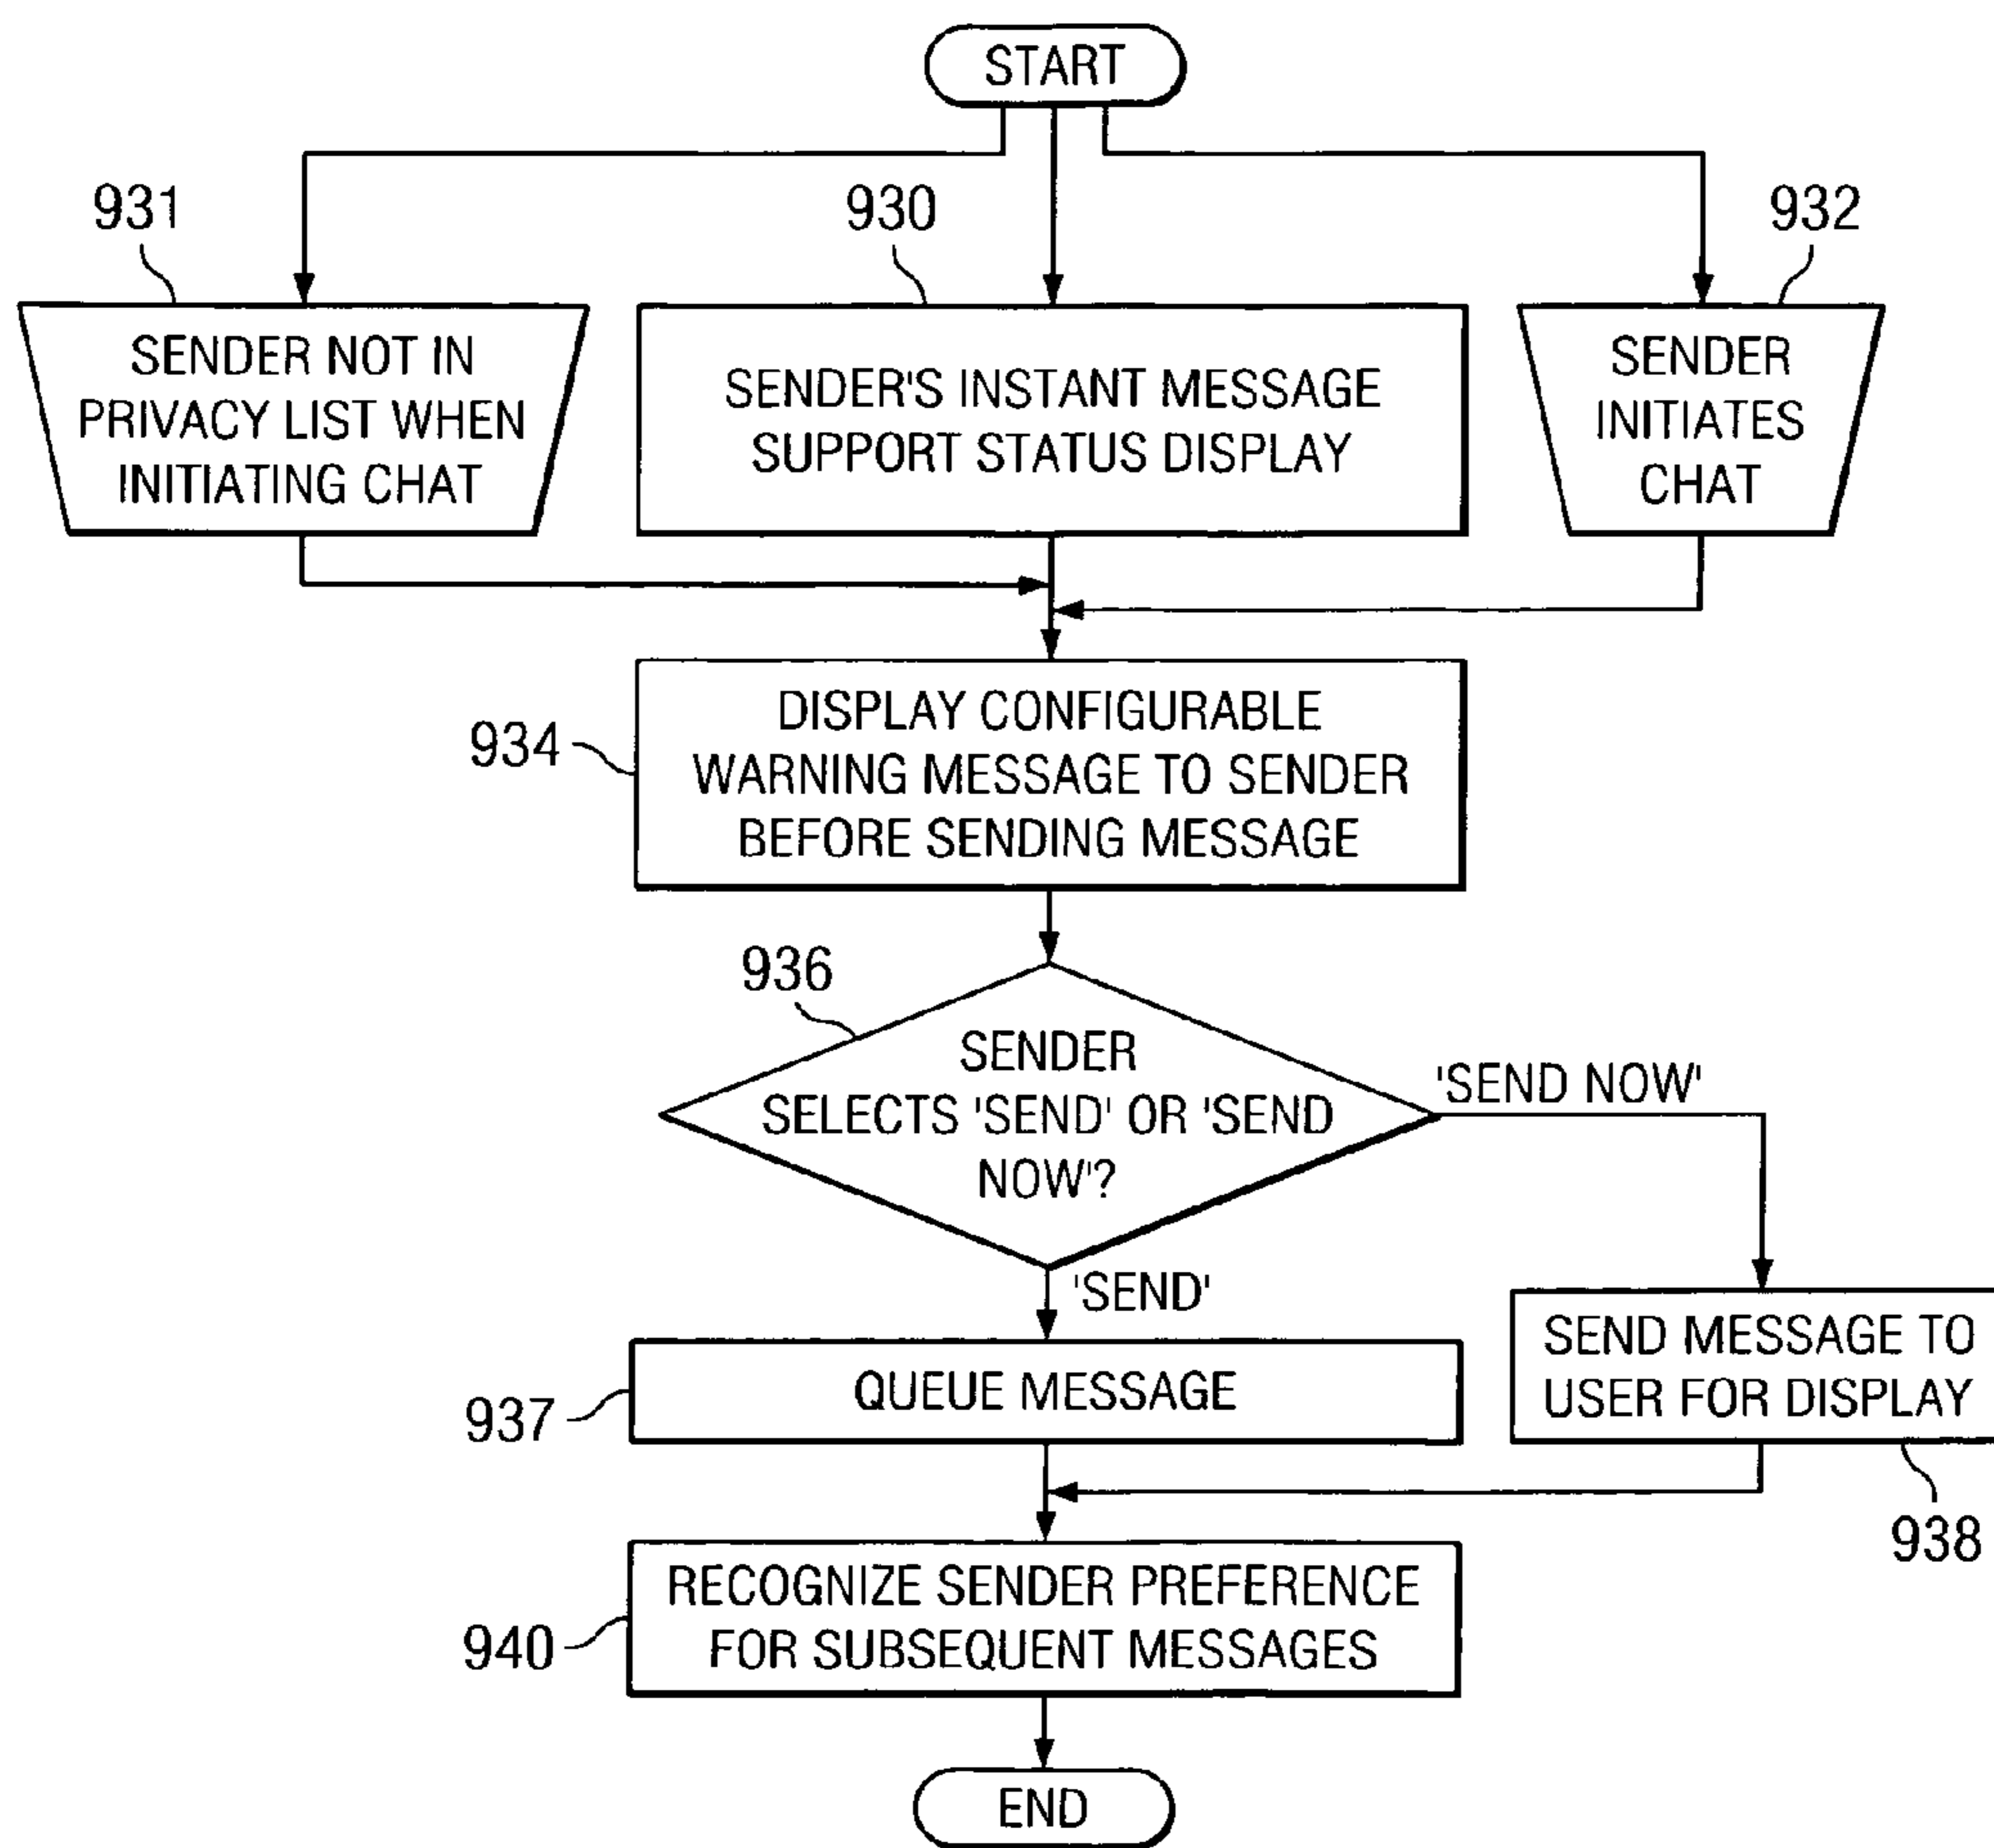 START
931
930
932
SENDER NOT IN
PRIVACY LIST WHEN
INITIATING CHAT
SENDER'S INSTANT MESSAGE
SUPPORT STATUS DISPLAY
SENDER
INITIATES
CHAT
934
DISPLAY CONFIGURABLE
WARNING MESSAGE TO SENDER
BEFORE SENDING MESSAGE
936
SENDER
SELECTS 'SEND' OR 'SEND
NOW'?
'SEND NOW'
'SEND'
937
QUEUE MESSAGE
SEND MESSAGE TO
USER FOR DISPLAY
938
940
RECOGNIZE SENDER PREFERENCE
FOR SUBSEQUENT MESSAGES
END